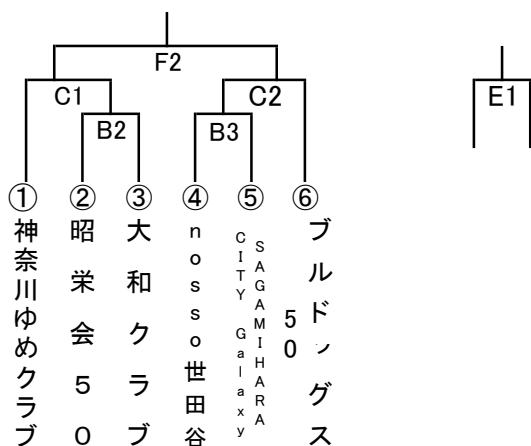 F2
C1
C2
E1
B2
B3
①
②
③
④
⑤
⑥
神奈川ゆめクラブ
昭栄会50
大和クラブ
nosso世田谷
SAGAMIHARA
CITY Galaxy
ブルドッグス
50